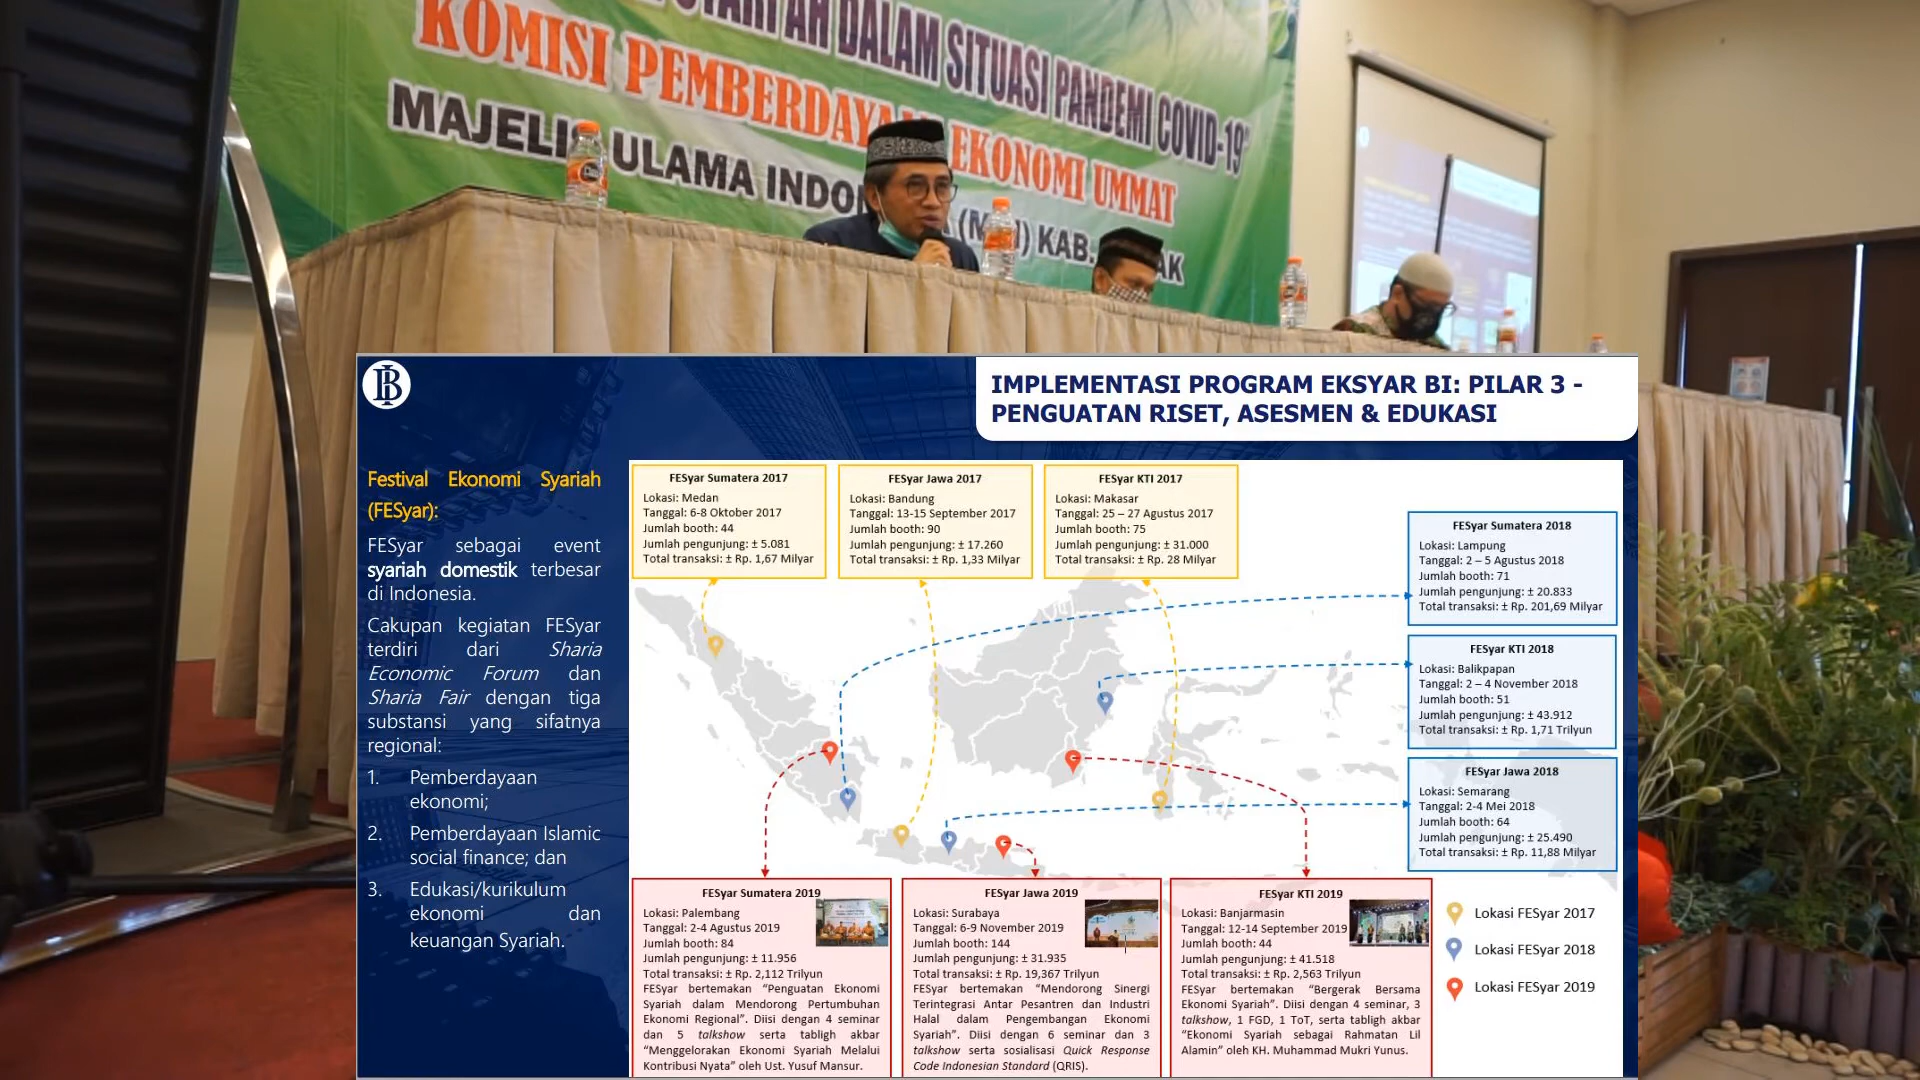 SYARI'AH DALAM SITUASI PANDEMI COVID-19"
KOMISI PEMBERDAYAAN EKONOMI UMMAT
MAJELIS ULAMA INDO (MUI) KAB. AK
IMPLEMENTASI PROGRAM EKSYAR BI: PILAR 3 -
PENGUATAN RISET, ASESMEN & EDUKASI
Festival Ekonomi Syariah
(FESyar):
FESyar sebagai event
syariah domestik terbesar
di Indonesia.
Cakupan kegiatan FESyar
terdiri dari Sharia
Economic Forum dan
Sharia Fair dengan tiga
substansi yang sifatnya
regional:
1. Pemberdayaan
ekonomi;
2. Pemberdayaan Islamic
social finance; dan
3. Edukasi/kurikulum
ekonomi dan
keuangan Syariah.
FESyar Sumatera 2017
Lokasi: Medan
Tanggal: 6-8 Oktober 2017
Jumlah booth: 44
Jumlah pengunjung: ± 5.081
Total transaksi: ± Rp. 1,67 Milyar
FESyar Jawa 2017
Lokasi: Bandung
Tanggal: 13-15 September 2017
Jumlah booth: 90
Jumlah pengunjung: ± 17.260
Total transaksi: ± Rp. 1,33 Milyar
FESyar KTI 2017
Lokasi: Makasar
Tanggal: 25 – 27 Agustus 2017
Jumlah booth: 75
Jumlah pengunjung: ± 31.000
Total transaksi: ± Rp. 28 Milyar
FESyar Sumatera 2018
Lokasi: Lampung
Tanggal: 2 – 5 Agustus 2018
Jumlah booth: 71
Jumlah pengunjung: ± 20.833
Total transaksi: ± Rp. 201,69 Milyar
FESyar KTI 2018
Lokasi: Balikpapan
Tanggal: 2 – 4 November 2018
Jumlah booth: 51
Jumlah pengunjung: ± 43.912
Total transaksi: ± Rp. 1,71 Trilyun
FESyar Jawa 2018
Lokasi: Semarang
Tanggal: 2-4 Mei 2018
Jumlah booth: 64
Jumlah pengunjung: ± 25.490
Total transaksi: ± Rp. 11,88 Milyar
FESyar Sumatera 2019
Lokasi: Palembang
Tanggal: 2-4 Agustus 2019
Jumlah booth: 84
Jumlah pengunjung: ± 11.956
Total transaksi: ± Rp. 2,112 Trilyun
FESyar bertemakan “Penguatan Ekonomi
Syariah dalam Mendorong Pertumbuhan
Ekonomi Regional”. Diisi dengan 4 seminar
dan 5 talkshow serta tabligh akbar
“Menggelorakan Ekonomi Syariah Melalui
Kontribusi Nyata” oleh Ust. Yusuf Mansur.
FESyar Jawa 2019
Lokasi: Surabaya
Tanggal: 6-9 November 2019
Jumlah booth: 144
Jumlah pengunjung: ± 31.935
Total transaksi: ± Rp. 19,367 Trilyun
FESyar bertemakan “Mendorong Sinergi
Terintegrasi Antar Pesantren dan Industri
Halal dalam Pengembangan Ekonomi
Syariah”. Diisi dengan 6 seminar dan 3
talkshow serta sosialisasi Quick Response
Code Indonesian Standard (QRIS).
FESyar KTI 2019
Lokasi: Banjarmasin
Tanggal: 12-14 September 2019
Jumlah booth: 44
Jumlah pengunjung: ± 41.518
Total transaksi: ± Rp. 2,563 Trilyun
FESyar bertemakan “Bergerak Bersama
Ekonomi Syariah”. Diisi dengan 4 seminar, 3
talkshow, 1 FGD, 1 ToT, serta tabligh akbar
“Ekonomi Syariah sebagai Rahmatan Lil
Alamin” oleh KH. Muhammad Mukri Yunus.
Lokasi FESyar 2017
Lokasi FESyar 2018
Lokasi FESyar 2019